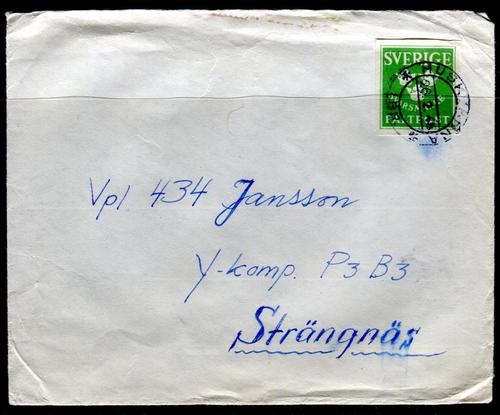 SVERIGE
FÄLTPOST
Vpl 434 Jansson
Y-komp. P3 B3
Strängnäs